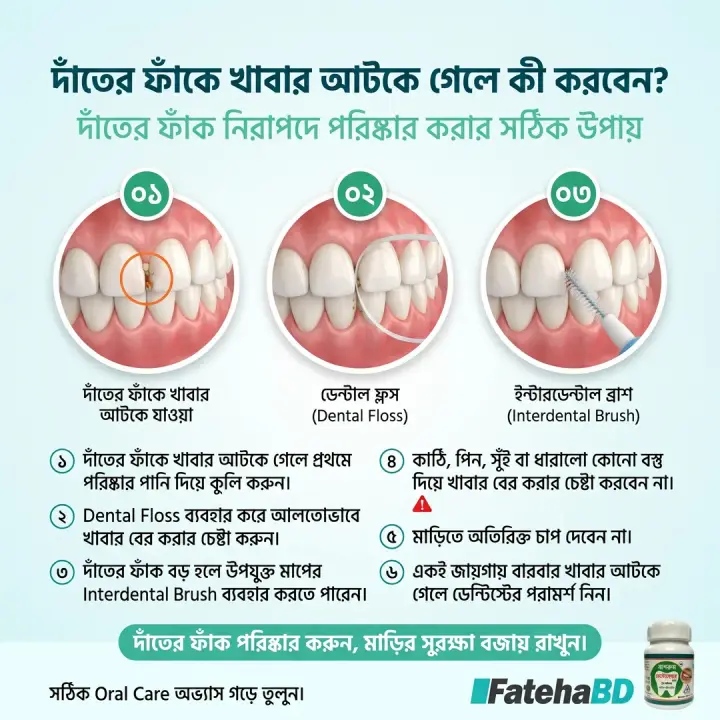 দাঁতের ফাঁকে খাবার আটকে গেলে কী করবেন?
দাঁতের ফাঁক নিরাপদে পরিষ্কার করার সঠিক উপায়
০১
০২
০৩
দাঁতের ফাঁকে খাবার
আটকে যাওয়া
ডেন্টাল ফ্লস
(Dental Floss)
ইন্টারডেন্টাল ব্রাশ
(Interdental Brush)
১ দাঁতের ফাঁকে খাবার আটকে গেলে প্রথমে
পরিষ্কার পানি দিয়ে কুলি করুন।
২ Dental Floss ব্যবহার করে আলতোভাবে
খাবার বের করার চেষ্টা করুন।
৩ দাঁতের ফাঁক বড় হলে উপযুক্ত মাপের
Interdental Brush ব্যবহার করতে পারেন।
৪ কাঠি, পিন, সুঁই বা ধারালো কোনো বস্তু
দিয়ে খাবার বের করার চেষ্টা করবেন না।
৫ মাড়িতে অতিরিক্ত চাপ দেবেন না।
৬ একই জায়গায় বারবার খাবার আটকে
গেলে ডেন্টিস্টের পরামর্শ নিন।
দাঁতের ফাঁক পরিস্কার করুন, মাড়ির সুরক্ষা বজায় রাখুন।
সঠিক Oral Care অভ্যাস গড়ে তুলুন।
FatehaBD